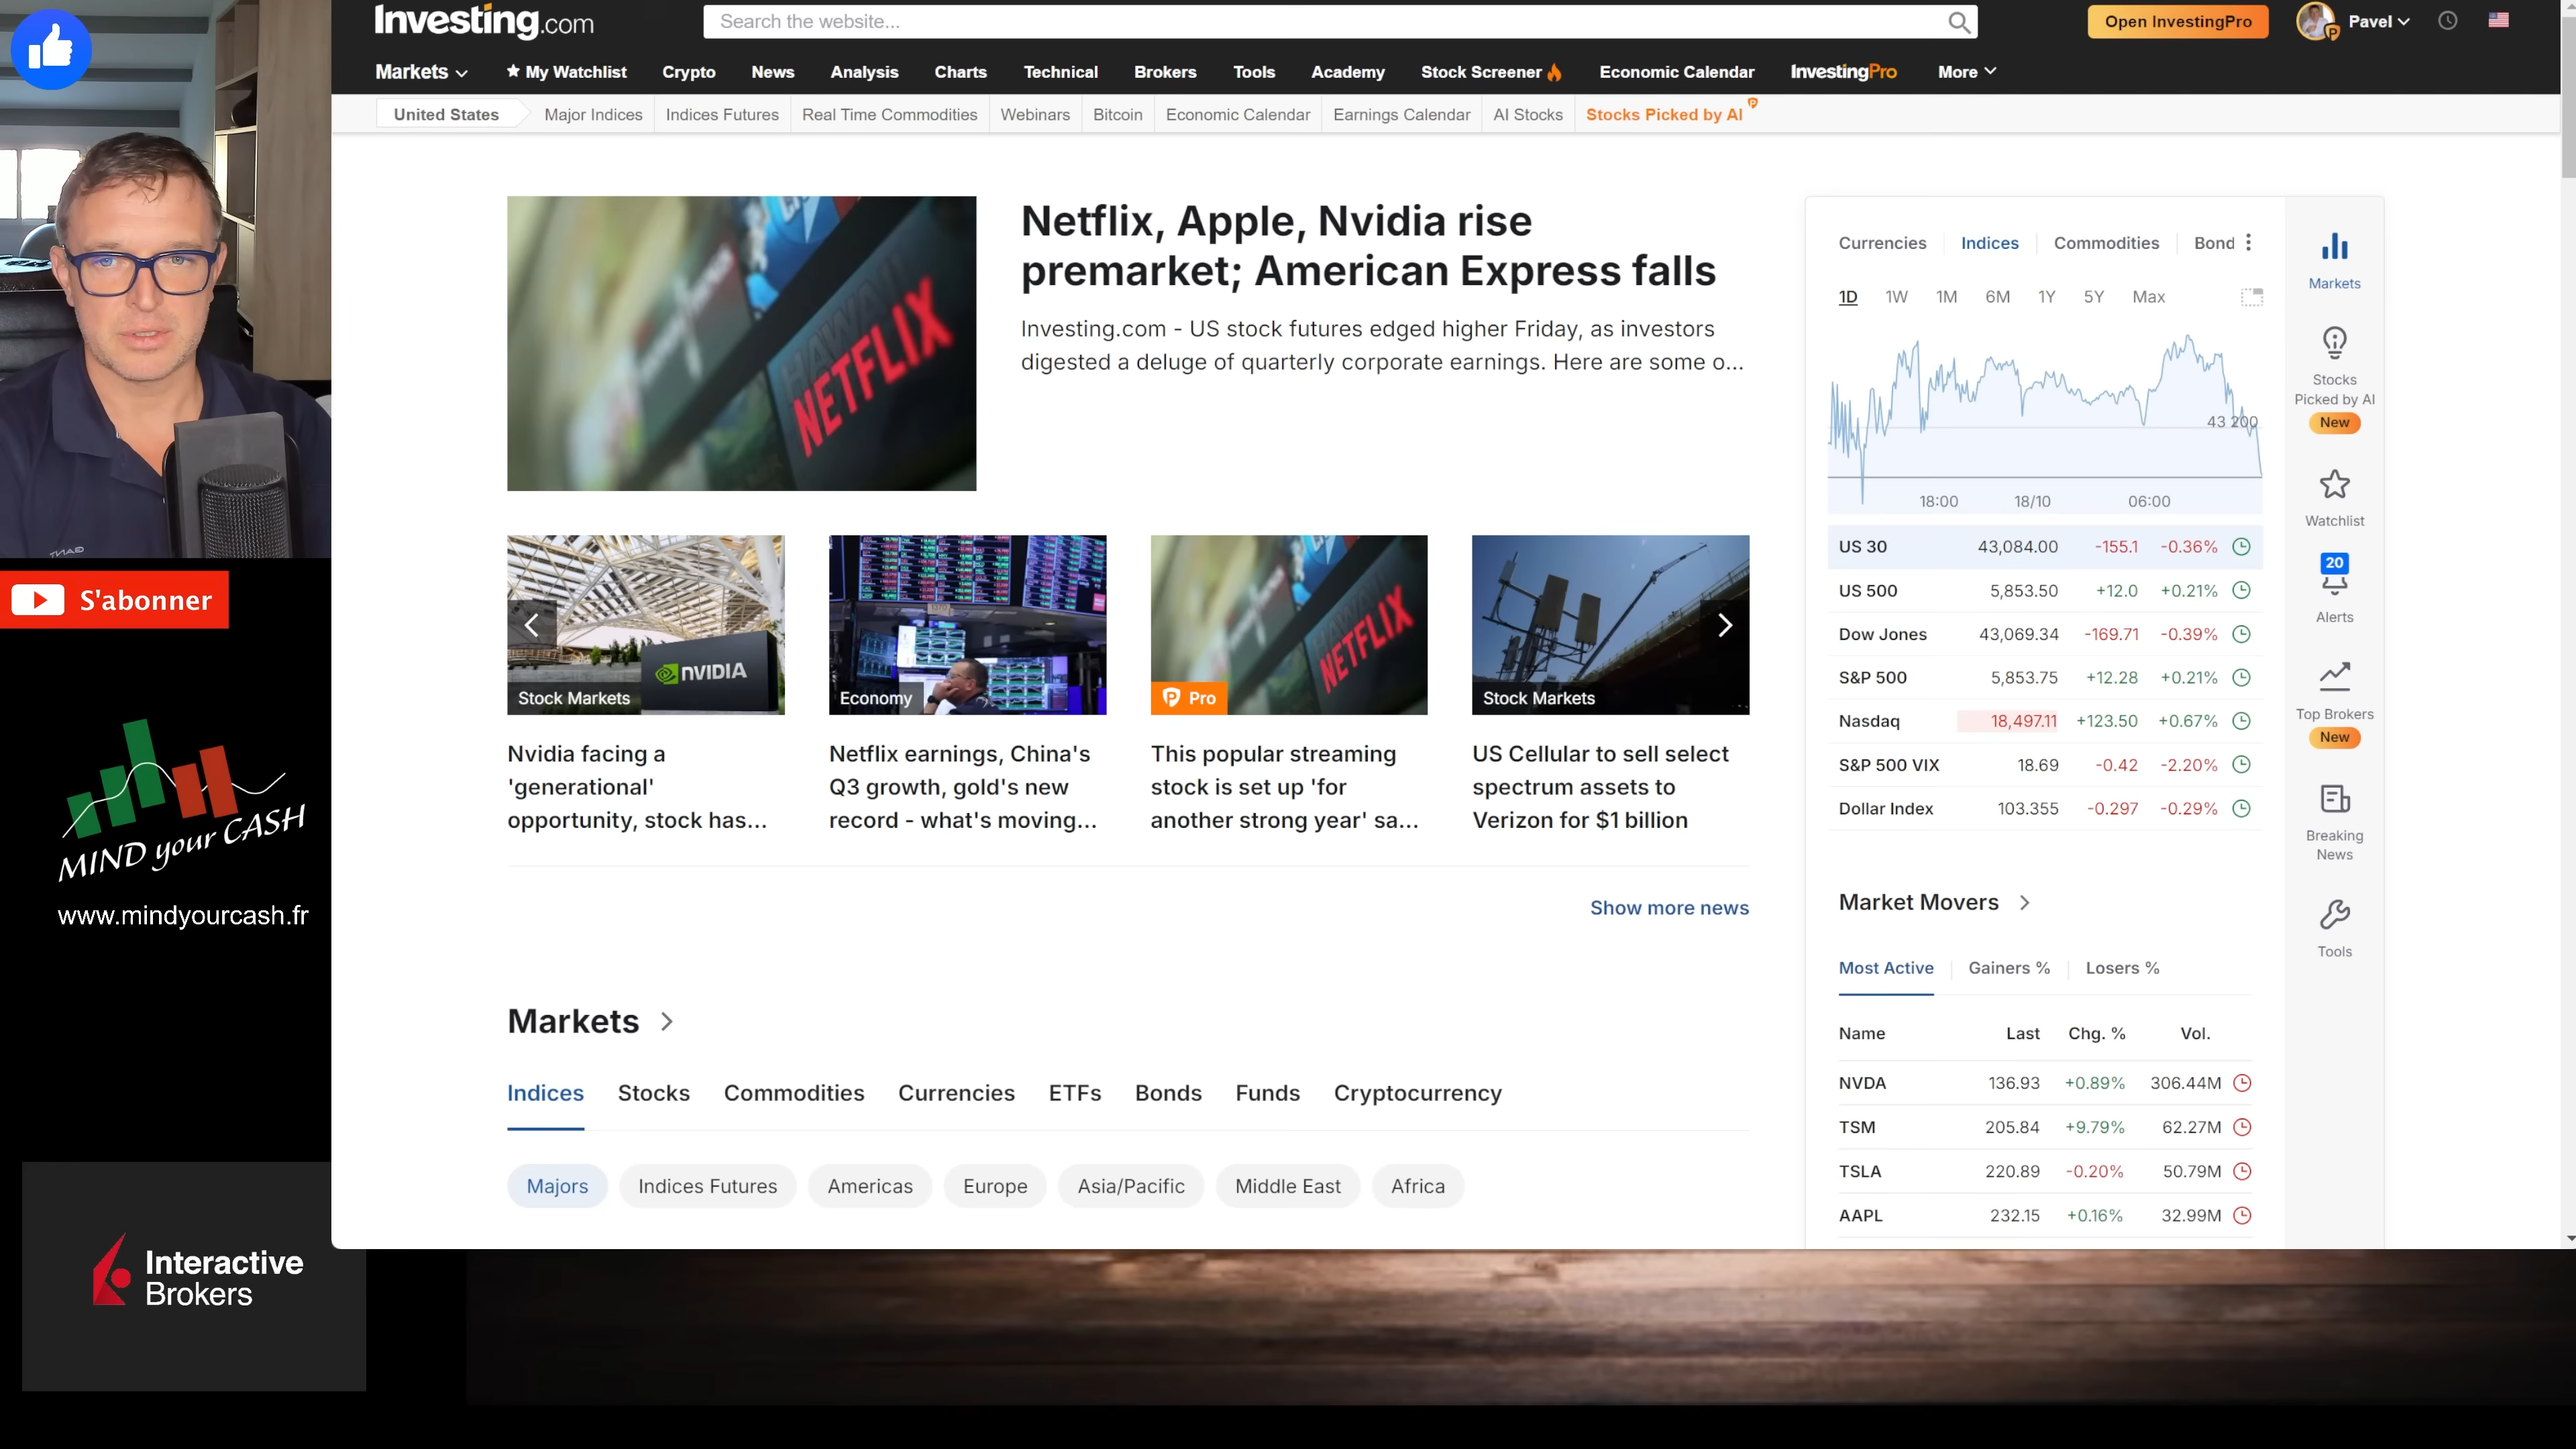 Investing.com
Search the website...
Open InvestingPro
Pavel
Markets
My Watchlist
Crypto
News
Analysis
Charts
Technical
Brokers
Tools
Academy
Stock Screener
Economic Calendar
InvestingPro
More
United States
Major Indices
Indices Futures
Real Time Commodities
Webinars
Bitcoin
Economic Calendar
Earnings Calendar
AI Stocks
Stocks Picked by AI
GANT
S'abonner
MIND your CASH
www.mindyourcash.fr
Interactive
Brokers
NETFLIX
Netflix, Apple, Nvidia rise
premarket; American Express falls
Investing.com - US stock futures edged higher Friday, as investors
digested a deluge of quarterly corporate earnings. Here are some o...
NVIDIA
Stock Markets
Nvidia facing a
'generational'
opportunity, stock has...
Economy
Netflix earnings, China's
Q3 growth, gold's new
record - what's moving...
NETFLIX
Pro
This popular streaming
stock is set up 'for
another strong year' sa...
Stock Markets
US Cellular to sell select
spectrum assets to
Verizon for $1 billion
Show more news
Markets
Indices Stocks Commodities Currencies ETFs Bonds Funds Cryptocurrency
Majors Indices Futures Americas Europe Asia/Pacific Middle East Africa
Currencies Indices Commodities Bond
1D 1W 1M 6M 1Y 5Y Max
43 200
18:00 18/10 06:00
US 30 43,084.00 -155.1 -0.36%
US 500 5,853.50 +12.0 +0.21%
Dow Jones 43,069.34 -169.71 -0.39%
S&P 500 5,853.75 +12.28 +0.21%
Nasdaq 18,497.11 +123.50 +0.67%
S&P 500 VIX 18.69 -0.42 -2.20%
Dollar Index 103.355 -0.297 -0.29%
Market Movers
Most Active Gainers % Losers %
Name Last Chg. % Vol.
NVDA 136.93 +0.89% 306.44M
TSM 205.84 +9.79% 62.27M
TSLA 220.89 -0.20% 50.79M
AAPL 232.15 +0.16% 32.99M
Markets
Stocks
Picked by AI
New
Watchlist
20
Alerts
Top Brokers
New
Breaking
News
Tools